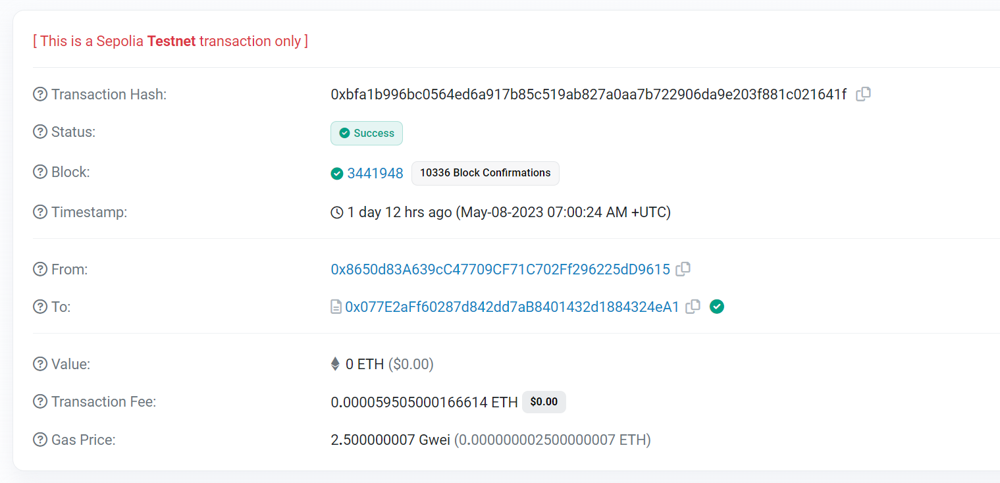 [ This is a Sepolia Testnet transaction only ]
Transaction Hash: 0xbfa1b996bc0564ed6a917b85c519ab827a0aa7b722906da9e203f881c021641f
Status: Success
Block: 3441948 10336 Block Confirmations
Timestamp: 1 day 12 hrs ago (May-08-2023 07:00:24 AM +UTC)
From: 0x8650d83A639cC47709CF71C702Ff296225dD9615
To: 0x077E2aFf60287d842dd7aB8401432d1884324eA1
Value: 0 ETH ($0.00)
Transaction Fee: 0.000059505000166614 ETH $0.00
Gas Price: 2.500000007 Gwei (0.000000002500000007 ETH)